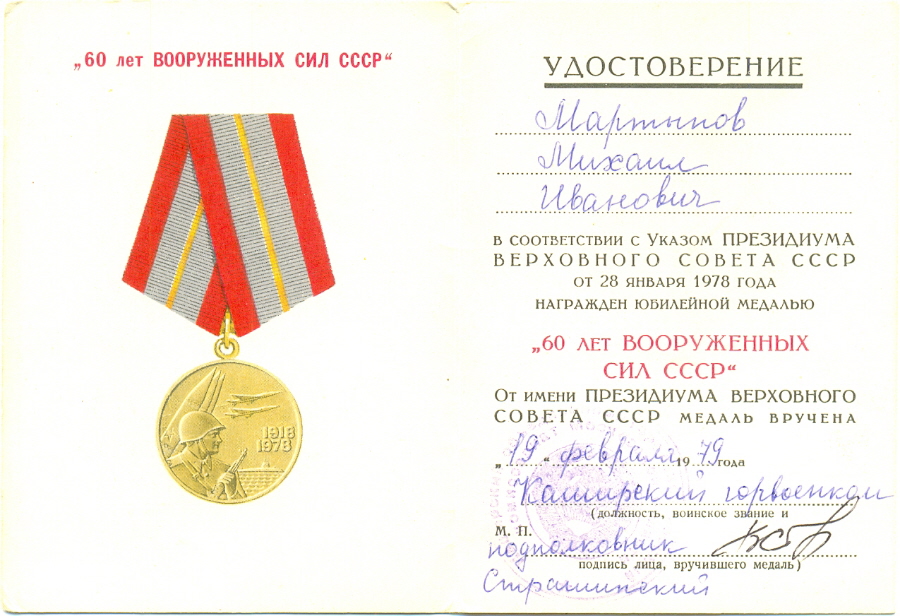 „60 лет ВООРУЖЕННЫХ СИЛ СССР“
1918
1978
УДОСТОВЕРЕНИЕ
Мартынов
Михаил
Иванович
В СООТВЕТСТВИИ С УКАЗОМ ПРЕЗИДИУМА
ВЕРХОВНОГО СОВЕТА СССР
ОТ 28 ЯНВАРЯ 1978 ГОДА
НАГРАЖДЕН ЮБИЛЕЙНОЙ МЕДАЛЬЮ
„60 ЛЕТ ВООРУЖЕННЫХ
СИЛ СССР“
От имени ПРЕЗИДИУМА ВЕРХОВНОГО
СОВЕТА СССР МЕДАЛЬ ВРУЧЕНА
„19“ февраля 1979 года
Каширский горвоенком
(должность, воинское звание и
М. П.
подполковник
подпись лица, вручившего медаль)
Страшинский